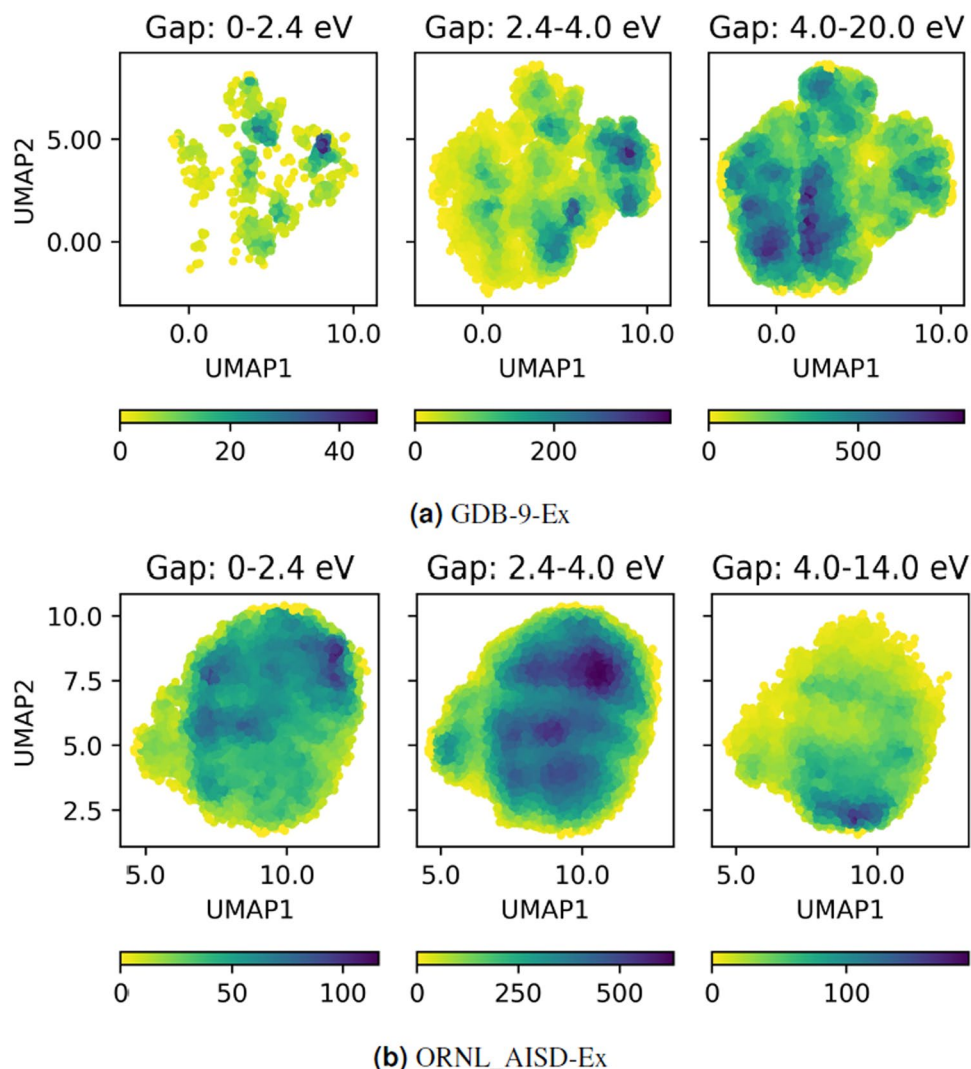 Gap: 0-2.4 eV 2.4-4.0 eV 4.0-20.0 eV
UMAP2
5.00
0.00
0.0 10.0 0.0 10.0 0.0 10.0
UMAP1 UMAP1 UMAP1
0 20 40 0 200 0 500
(a) GDB-9-Ex
Gap: 0-2.4 eV Gap: 2.4-4.0 eV Gap: 4.0-14.0 eV
UMAP2
10.0
7.5
5.0
2.5
5.0 10.0 5.0 10.0 5.0 10.0
UMAP1 UMAP1 UMAP1
0 50 100 0 250 500 0 100
(b) ORNL_AISD-Ex